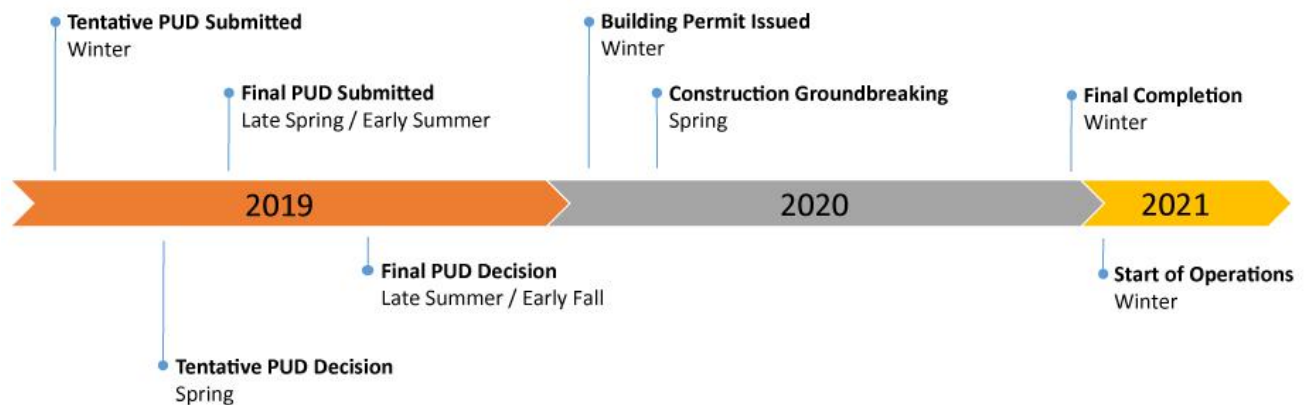 Tentative PUD Submitted
Winter
Final PUD Submitted
Late Spring / Early Summer
Building Permit Issued
Winter
Construction Groundbreaking
Spring
Final Completion
Winter
2019
2020
2021
Final PUD Decision
Late Summer / Early Fall
Start of Operations
Winter
Tentative PUD Decision
Spring